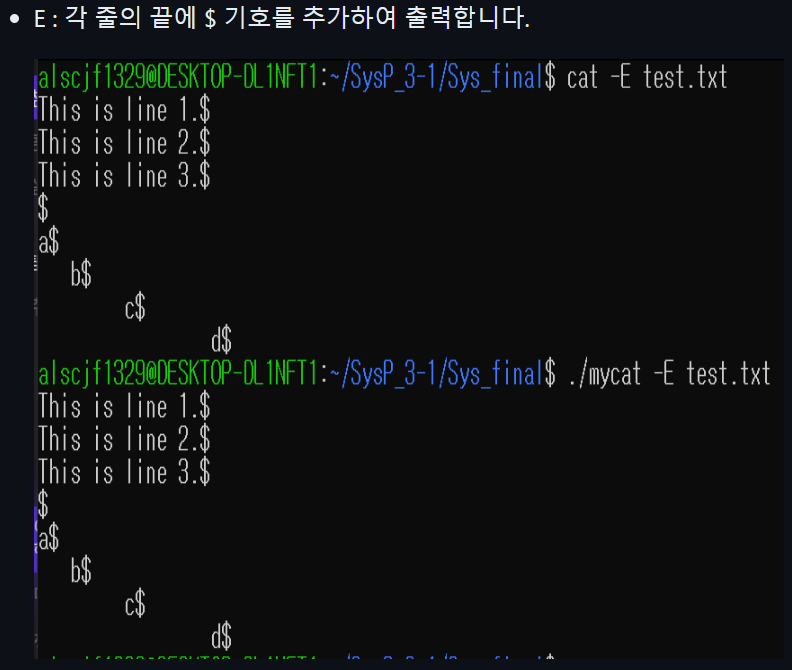 E : 각 줄의 끝에 $ 기호를 추가하여 출력합니다.
alscjf1329@DESKTOP-DL1NFT1:~/SysP_3-1/Sys_final$ cat -E test.txt
This is line 1.$
This is line 2.$
This is line 3.$
$
a$
b$
c$
d$
alscjf1329@DESKTOP-DL1NFT1:~/SysP_3-1/Sys_final$ ./mycat -E test.txt
This is line 1.$
This is line 2.$
This is line 3.$
$
a$
b$
c$
d$